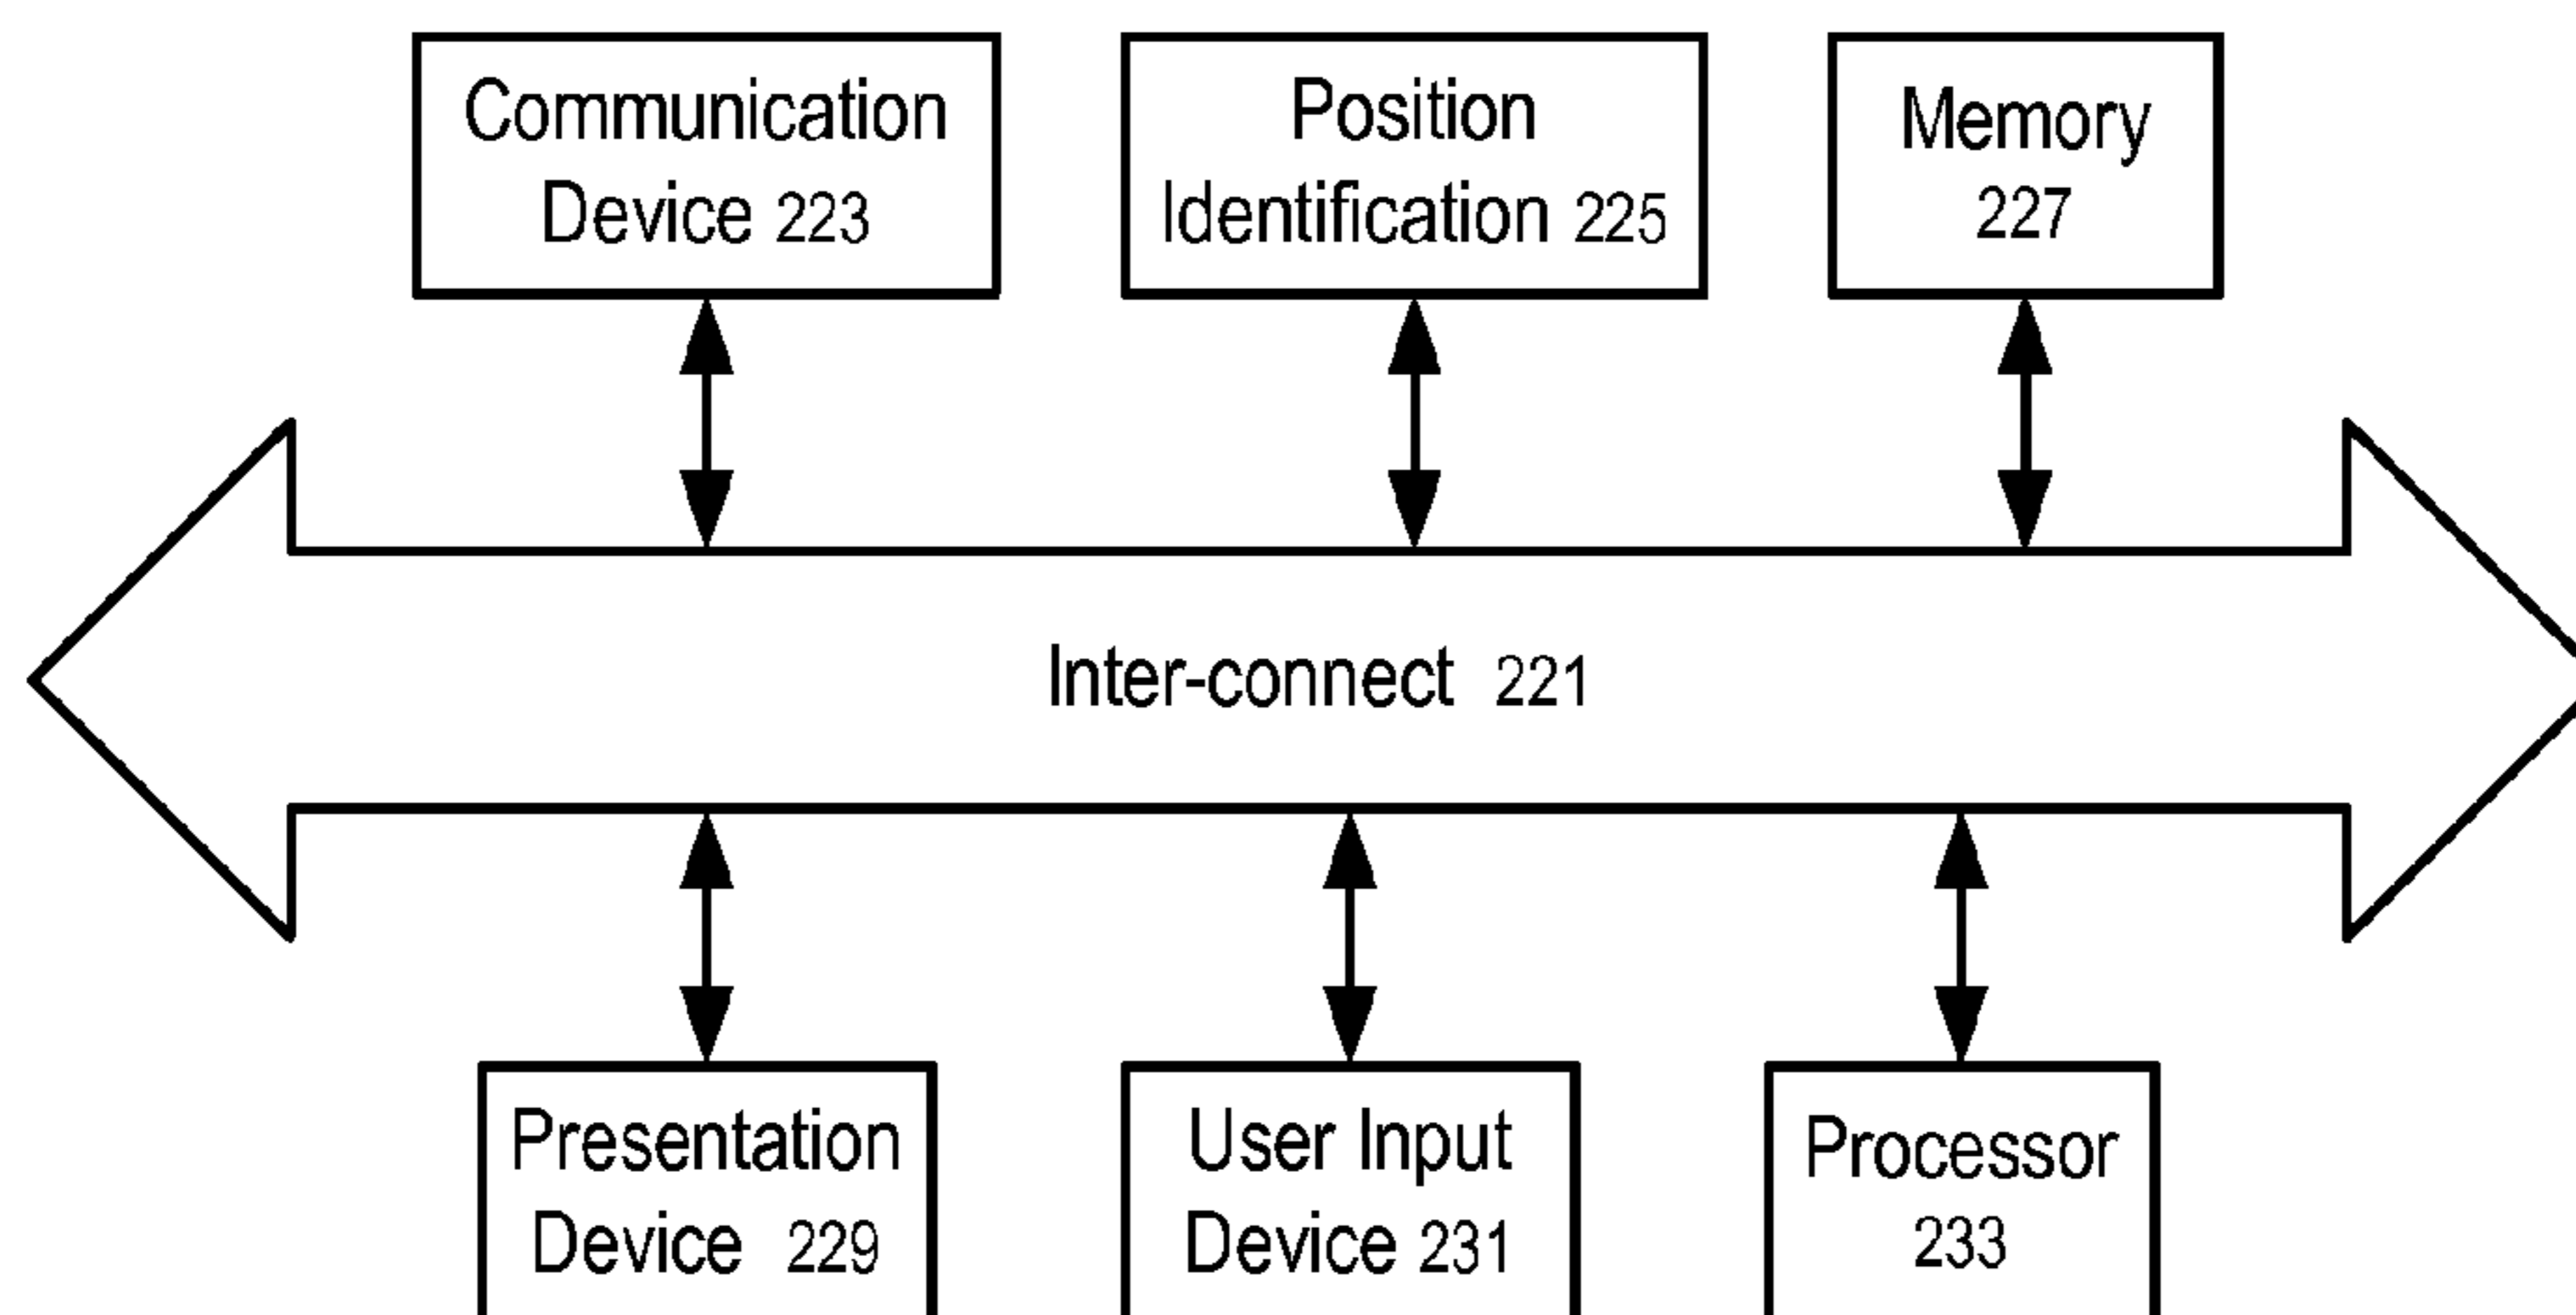 Communication
Device 223
Position
Identification 225
Memory
227
Inter-connect 221
Presentation
Device 229
User Input
Device 231
Processor
233